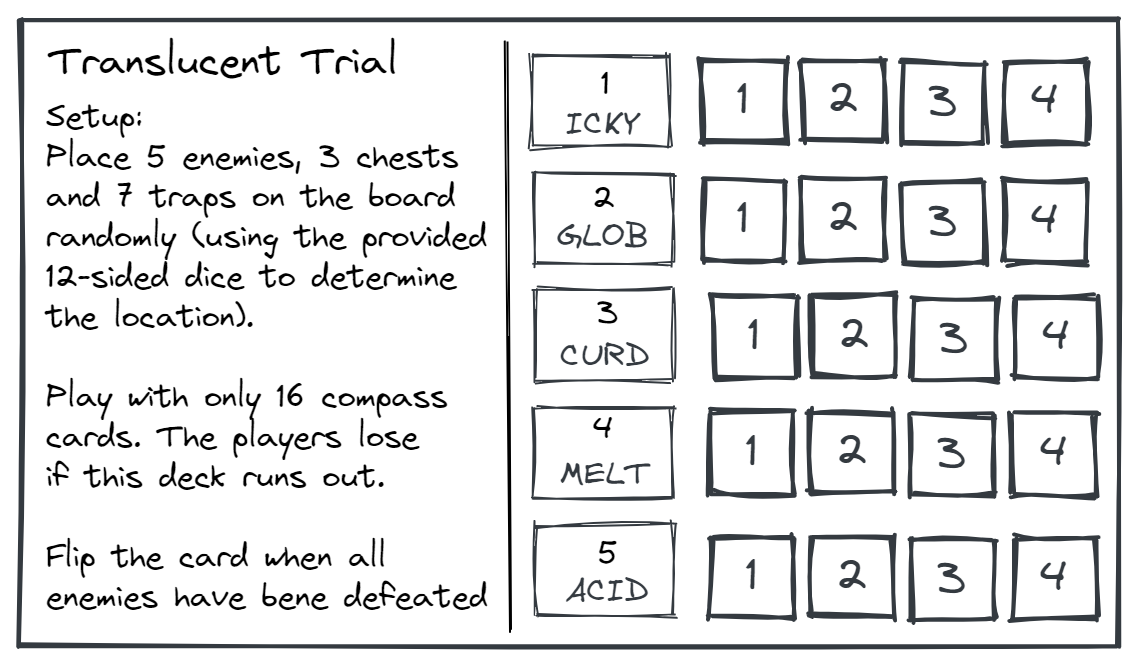 Translucent Trial
Setup:
Place 5 enemies, 3 chests
and 7 traps on the board
randomly (using the provided
12-sided dice to determine
the location).
Play with only 16 compass
cards. The players lose
if this deck runs out.
Flip the card when all
enemies have bene defeated
1
ICKY
1 2 3 4
2
GLOB
1 2 3 4
3
CURD
1 2 3 4
4
MELT
1 2 3 4
5
ACID
1 2 3 4